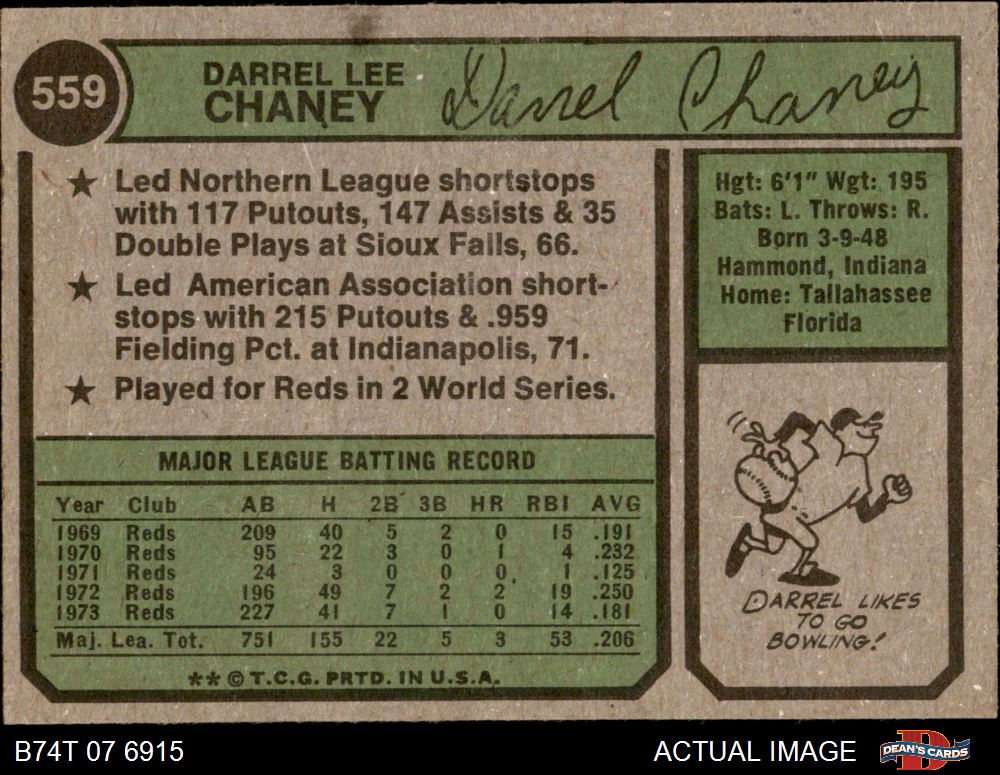 559
DARREL LEE
CHANEY
Darrel Chaney
★ Led Northern League shortstops
with 117 Putouts, 147 Assists & 35
Double Plays at Sioux Falls, 66.
★ Led American Association short-
stops with 215 Putouts & .959
Fielding Pct. at Indianapolis, 71.
★ Played for Reds in 2 World Series.
Hgt: 6'1" Wgt: 195
Bats: L. Throws: R.
Born 3-9-48
Hammond, Indiana
Home: Tallahassee
Florida
MAJOR LEAGUE BATTING RECORD
Year Club AB H 2B 3B HR RBI AVG
1969 Reds 209 40 5 2 0 15 .191
1970 Reds 95 22 3 0 1 4 .232
1971 Reds 24 3 0 0 0 1 .125
1972 Reds 196 49 7 2 2 19 .250
1973 Reds 227 41 7 1 0 14 .181
Maj. Lea. Tot. 751 155 22 5 3 53 .206
**©T.C.G. PRTD. IN U.S.A.
DARREL LIKES
TO GO
BOWLING!
B74T 07 6915
ACTUAL IMAGE
DEAN'S CARDS